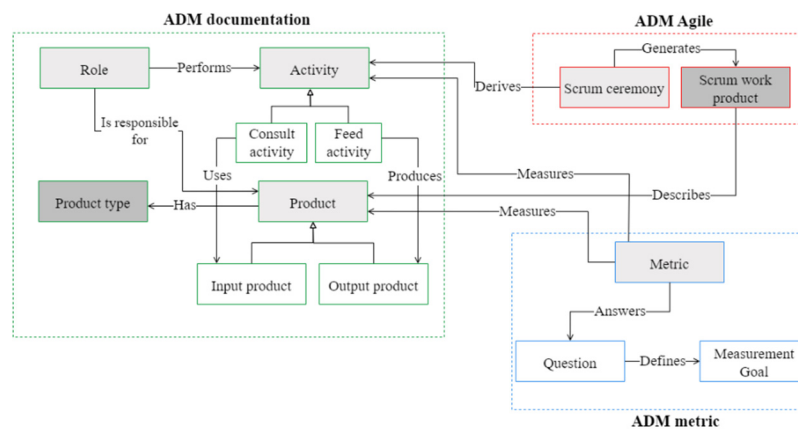 ADM documentation
ADM Agile
Role
Performs
Activity
Generates
Derives
Scrum ceremony
Scrum work
product
Is responsible
for
Consult
activity
Feed
activity
Uses
Produces
Measures
Describes
Product type
Has
Product
Measures
Input product
Output product
Metric
Answers
Question
Defines
Measurement
Goal
ADM metric